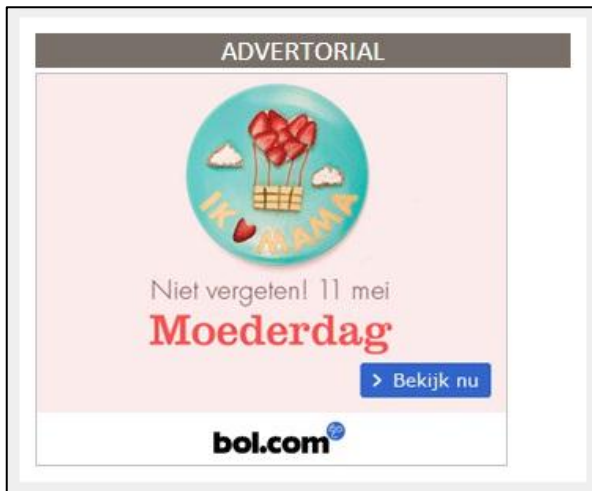 ADVERTORIAL
IK MAMA
Niet vergeten! 11 mei
Moederdag
> Bekijk nu
bol.com